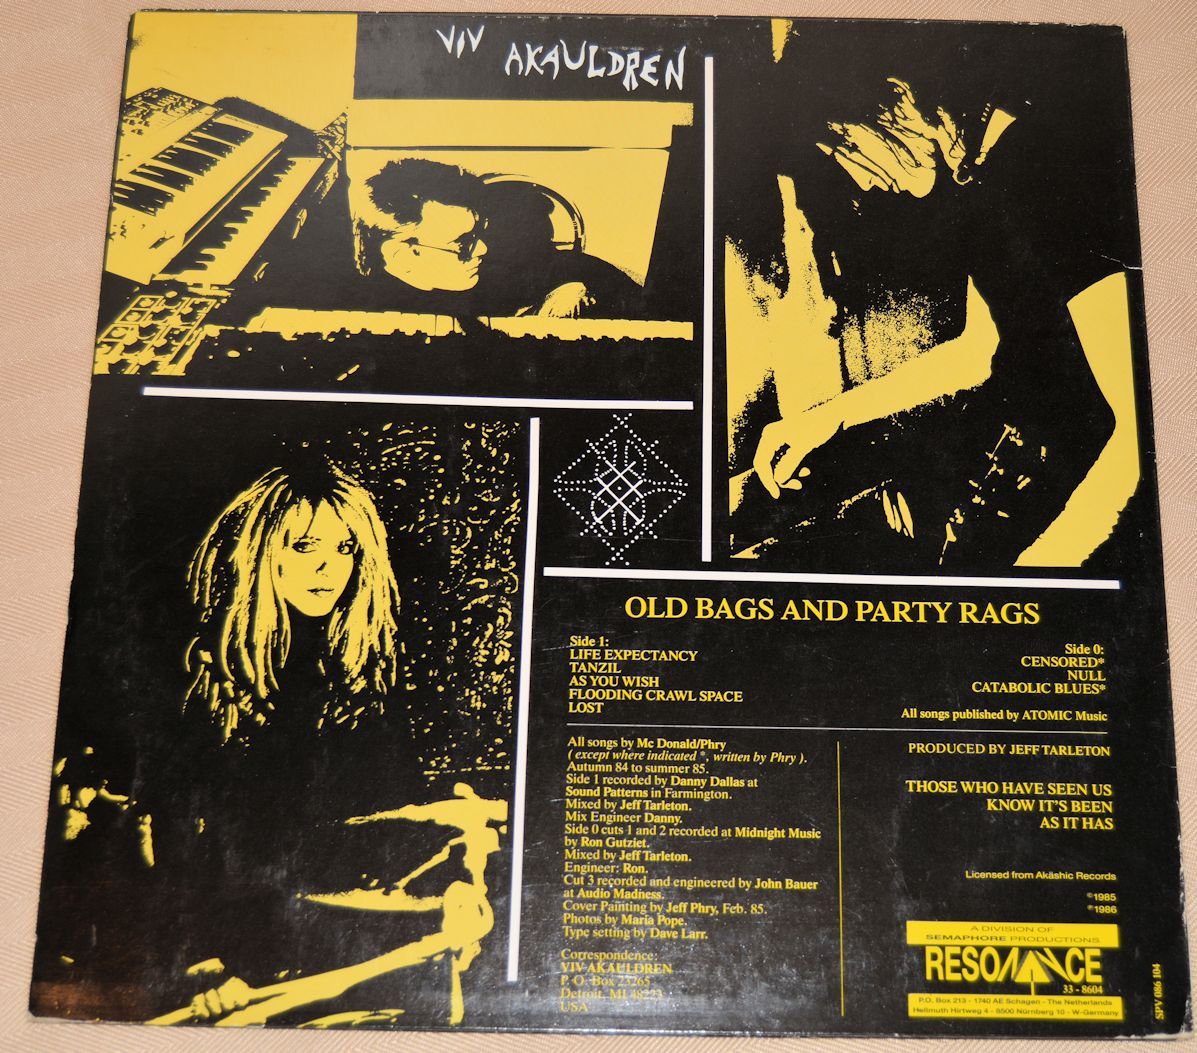 VIV AKAULDREN
OLD BAGS AND PARTY RAGS
Side 1:
LIFE EXPECTANCY
TANZIL
AS YOU WISH
FLOODING CRAWL SPACE
LOST
Side 0:
CENSORED*
NULL
CATABOLIC BLUES*
All songs published by ATOMIC Music
All songs by Mc Donald/Phry
( except where indicated *, written by Phry ).
Autumn 84 to summer 85.
Side 1 recorded by Danny Dallas at
Sound Patterns in Farmington.
Mixed by Jeff Tarleton.
Mix Engineer Danny.
Side 0 cuts 1 and 2 recorded at Midnight Music
by Ron Gutziet.
Mixed by Jeff Tarleton.
Engineer: Ron.
Cut 3 recorded and engineered by John Bauer
at Audio Madness.
Cover Painting by Jeff Phry, Feb. 85.
Photos by Maria Pope.
Type setting by Dave Larr.
Correspondence:
VIV AKAULDREN
P. O. Box 23265
Detroit, MI 48223
USA
PRODUCED BY JEFF TARLETON
THOSE WHO HAVE SEEN US
KNOW IT'S BEEN
AS IT HAS
Licensed from Akäshic Records
©1985
℗1986
A DIVISION OF
SEMAPHORE PRODUCTIONS
RESONANCE
33 - 8604
P.O. Box 213 - 1740 AE Schagen - The Netherlands
Hellmuth Hirtweg 4 - 8500 Nürnberg 10 - W-Germany
SPV 086 104